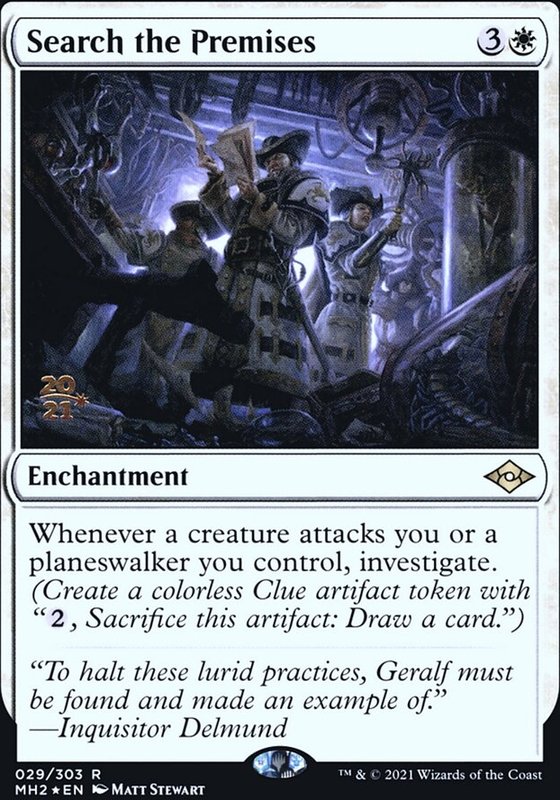 Search the Premises 3
20
21
Enchantment
Whenever a creature attacks you or a
planeswalker you control, investigate.
(Create a colorless Clue artifact token with
“2, Sacrifice this artifact: Draw a card.”)
“To halt these lurid practices, Geralf must
be found and made an example of.”
—Inquisitor Delmund
029/303 R
MH2 ★ EN Matt Stewart
™ & © 2021 Wizards of the Coast